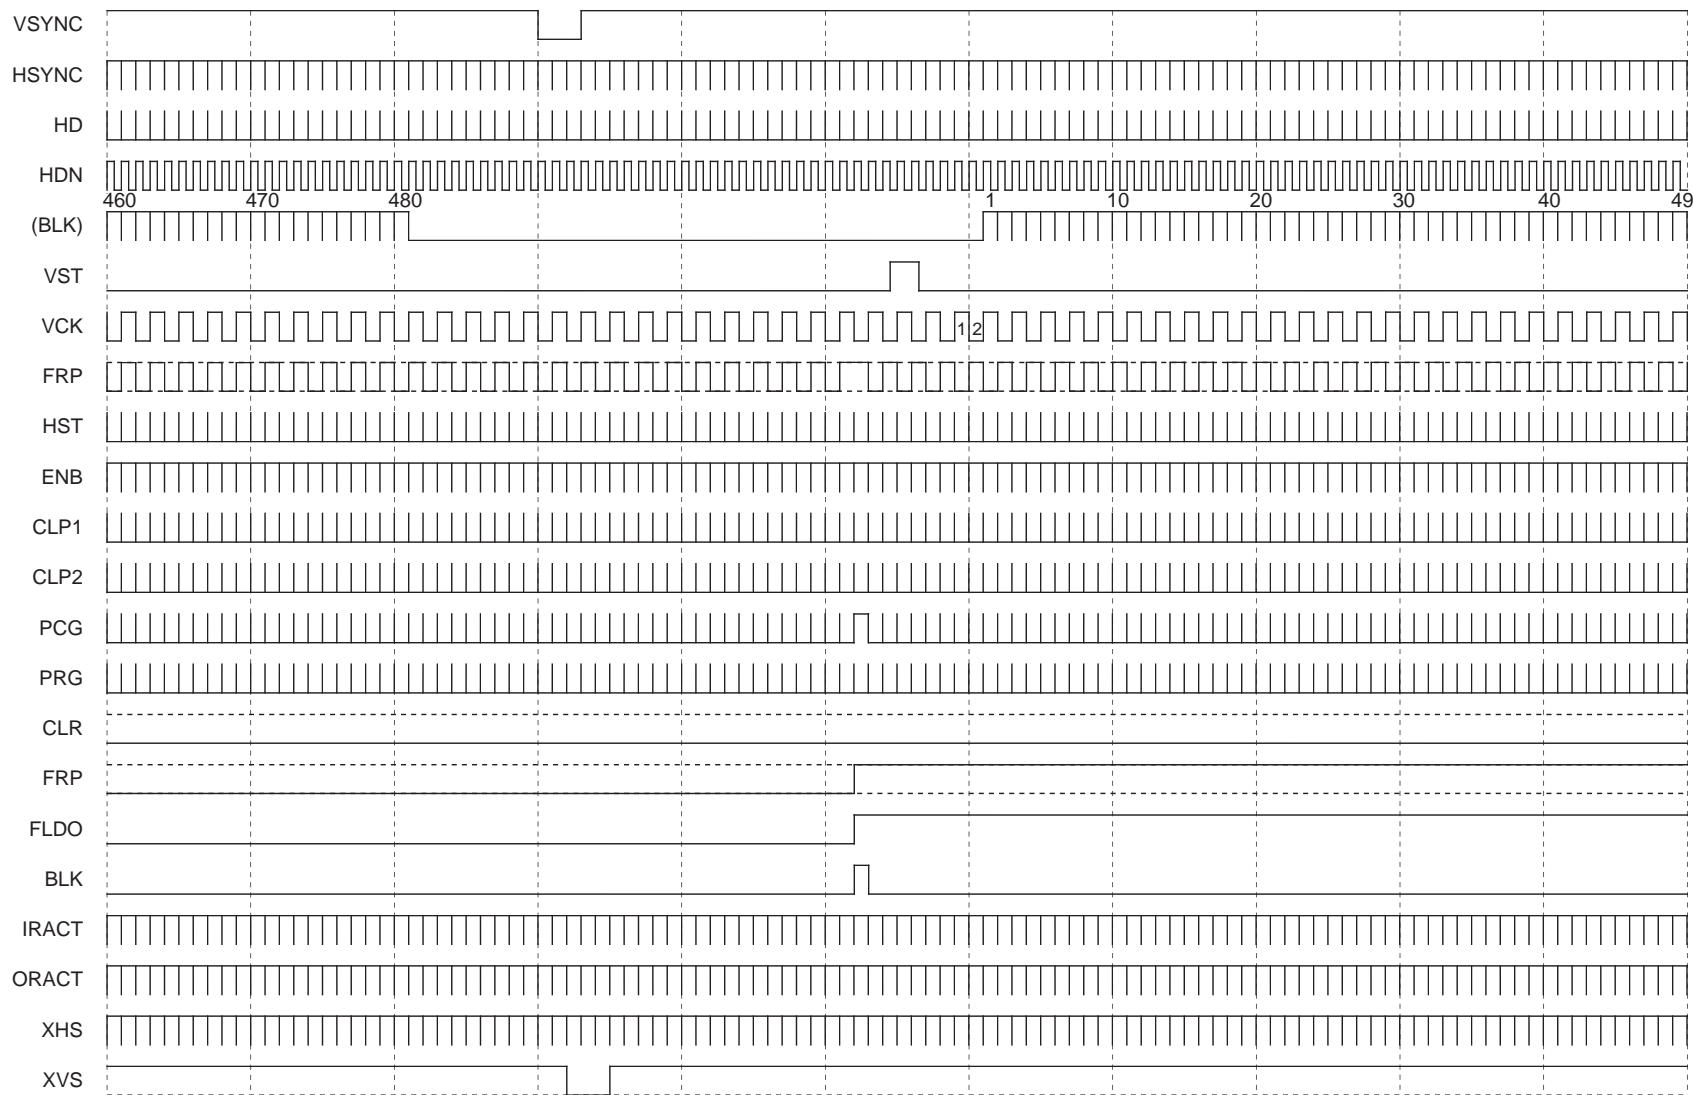 VSYNC
HSYNC
HD
HDN
460 470 480 1 10 20 30 40 49
(BLK)
VST
VCK
1 2
FRP
HST
ENB
CLP1
CLP2
PCG
PRG
CLR
FRP
FLDO
BLK
IRACT
ORACT
XHS
XVS